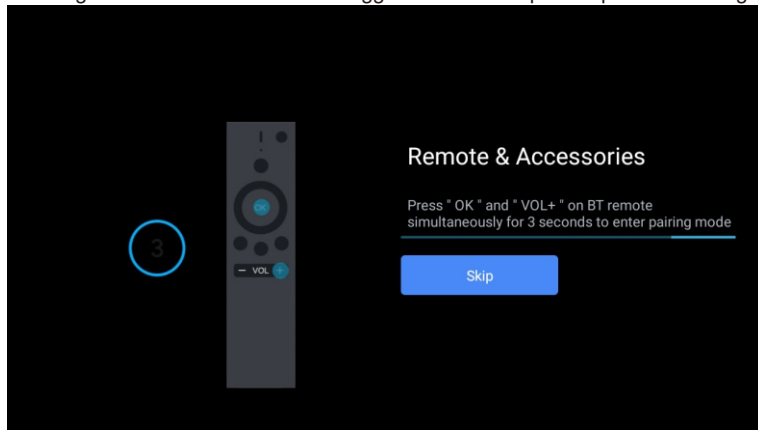 Remote & Accessories
Press " OK " and " VOL+ " on BT remote
simultaneously for 3 seconds to enter pairing mode
3
OK
− VOL +
Skip